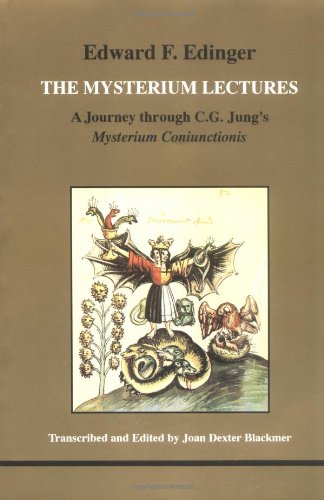 Edward F. Edinger
THE MYSTERIUM LECTURES
A Journey through C.G. Jung's
Mysterium Coniunctionis
Transcribed and Edited by Joan Dexter Blackmer